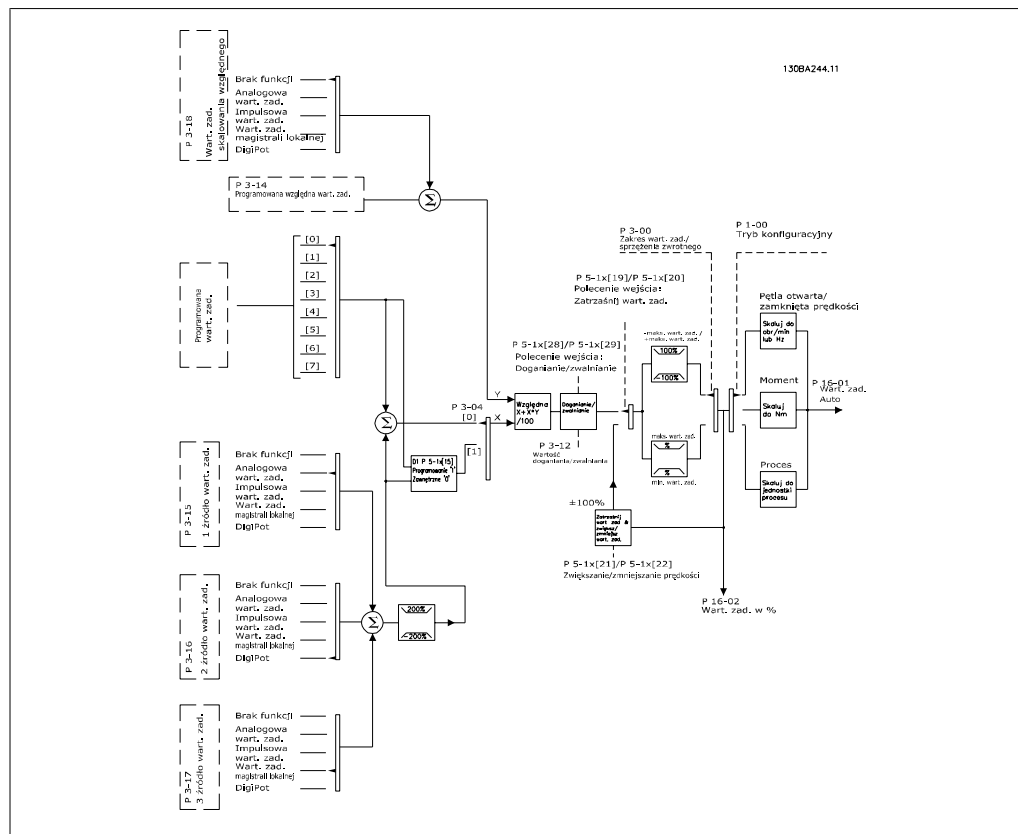 130BA244.11
P 3-18
Wart. zad.
skalowania względnego
Brak funkcji
Analogowa
wart. zad.
Impulsowa
wart. zad.
Wart. zad.
magistrali lokalnej
DigiPot
P 3-14
Programowana względna wart. zad.
Σ
Programowana
wart. zad.
[0]
[1]
[2]
[3]
[4]
[5]
[6]
[7]
P 3-15
1 źródło wart. zad.
Brak funkcji
Analogowa
wart. zad.
Impulsowa
wart. zad.
Wart. zad.
magistrali lokalnej
DigiPot
P 3-16
2 źródło wart. zad.
Brak funkcji
Analogowa
wart. zad.
Impulsowa
wart. zad.
Wart. zad.
magistrali lokalnej
DigiPot
P 3-17
3 źródło wart. zad.
Brak funkcji
Analogowa
wart. zad.
Impulsowa
wart. zad.
Wart. zad.
magistrali lokalnej
DigiPot
Σ
200%
-200%
Σ
D1 P 5-1x[15]
Programowanie "1"
Zewnętrzne "0"
P 3-04
[0]
[1]
Y
X
Względna
X+X*Y
/100
P 5-1x[28]/P 5-1x[29]
Polecenie wejścia:
Doganianie/zwalnianie
Doganianie/
zwalnianie
P 3-12
Wartość
doganiania/zwalniania
P 5-1x[19]/P 5-1x[20]
Polecenie wejścia:
Zatrzaśnij wart. zad.
±100%
Zatrzaśnij
wart zad &
zwiększ/
zmniejsz
wart. zad.
P 5-1x[21]/P 5-1x[22]
Zwiększanie/zmniejszanie prędkości
P 3-00
Zakres wart. zad./
sprzężenia zwrotnego
-maks. wart. zad./
+maks. wart. zad.
100%
-100%
maks. wart. zad.
%
%
min. wart. zad.
P 16-02
Wart. zad. w %
P 1-00
Tryb konfiguracyjny
Pętla otwarta/
zamknięta prędkości
Skaluj do
obr/min
lub Hz
Moment
Skaluj
do Nm
Proces
Skaluj do
jednostki
procesu
P 16-01
Wart. zad.
Auto